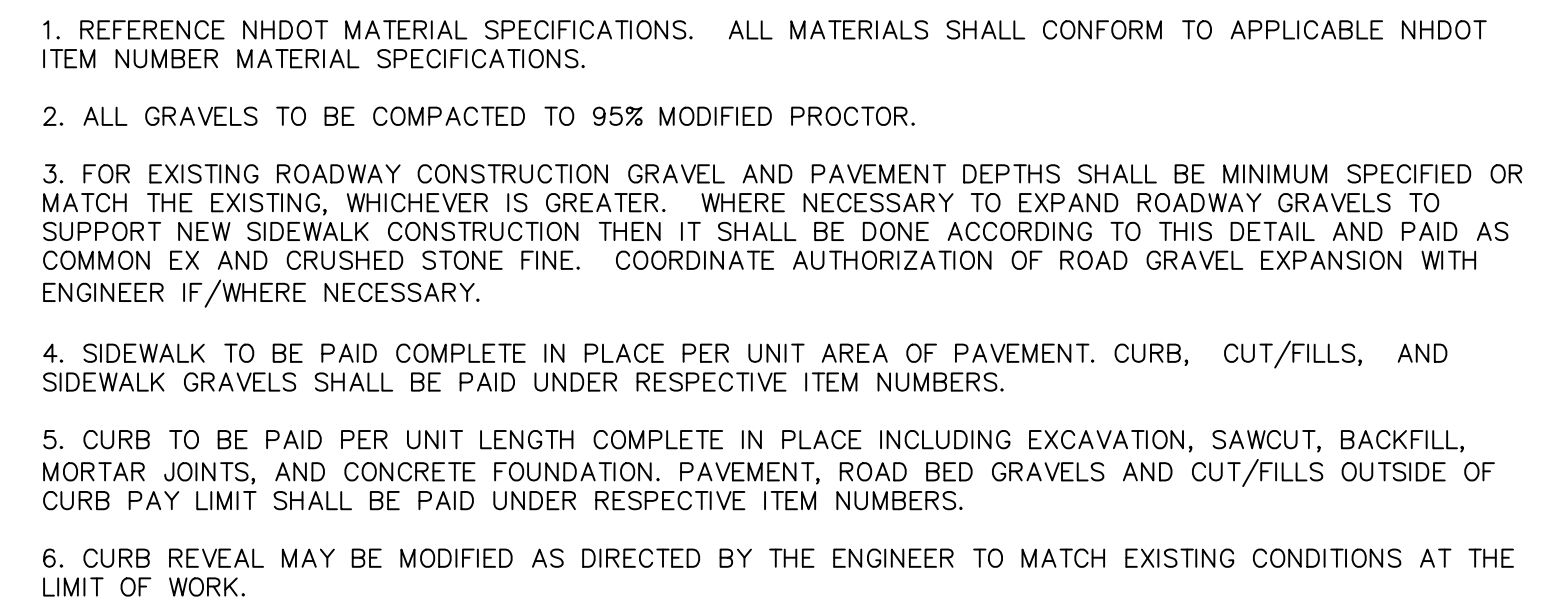 1. REFERENCE NHDOT MATERIAL SPECIFICATIONS.  ALL MATERIALS SHALL CONFORM TO APPLICABLE NHDOT
ITEM NUMBER MATERIAL SPECIFICATIONS.
2. ALL GRAVELS TO BE COMPACTED TO 95% MODIFIED PROCTOR.
3. FOR EXISTING ROADWAY CONSTRUCTION GRAVEL AND PAVEMENT DEPTHS SHALL BE MINIMUM SPECIFIED OR
MATCH THE EXISTING, WHICHEVER IS GREATER.  WHERE NECESSARY TO EXPAND ROADWAY GRAVELS TO
SUPPORT NEW SIDEWALK CONSTRUCTION THEN IT SHALL BE DONE ACCORDING TO THIS DETAIL AND PAID AS
COMMON EX AND CRUSHED STONE FINE.  COORDINATE AUTHORIZATION OF ROAD GRAVEL EXPANSION WITH
ENGINEER IF/WHERE NECESSARY.
4. SIDEWALK TO BE PAID COMPLETE IN PLACE PER UNIT AREA OF PAVEMENT. CURB,  CUT/FILLS,  AND
SIDEWALK GRAVELS SHALL BE PAID UNDER RESPECTIVE ITEM NUMBERS.
5. CURB TO BE PAID PER UNIT LENGTH COMPLETE IN PLACE INCLUDING EXCAVATION, SAWCUT, BACKFILL,
MORTAR JOINTS, AND CONCRETE FOUNDATION. PAVEMENT, ROAD BED GRAVELS AND CUT/FILLS OUTSIDE OF
CURB PAY LIMIT SHALL BE PAID UNDER RESPECTIVE ITEM NUMBERS.
6. CURB REVEAL MAY BE MODIFIED AS DIRECTED BY THE ENGINEER TO MATCH EXISTING CONDITIONS AT THE
LIMIT OF WORK.